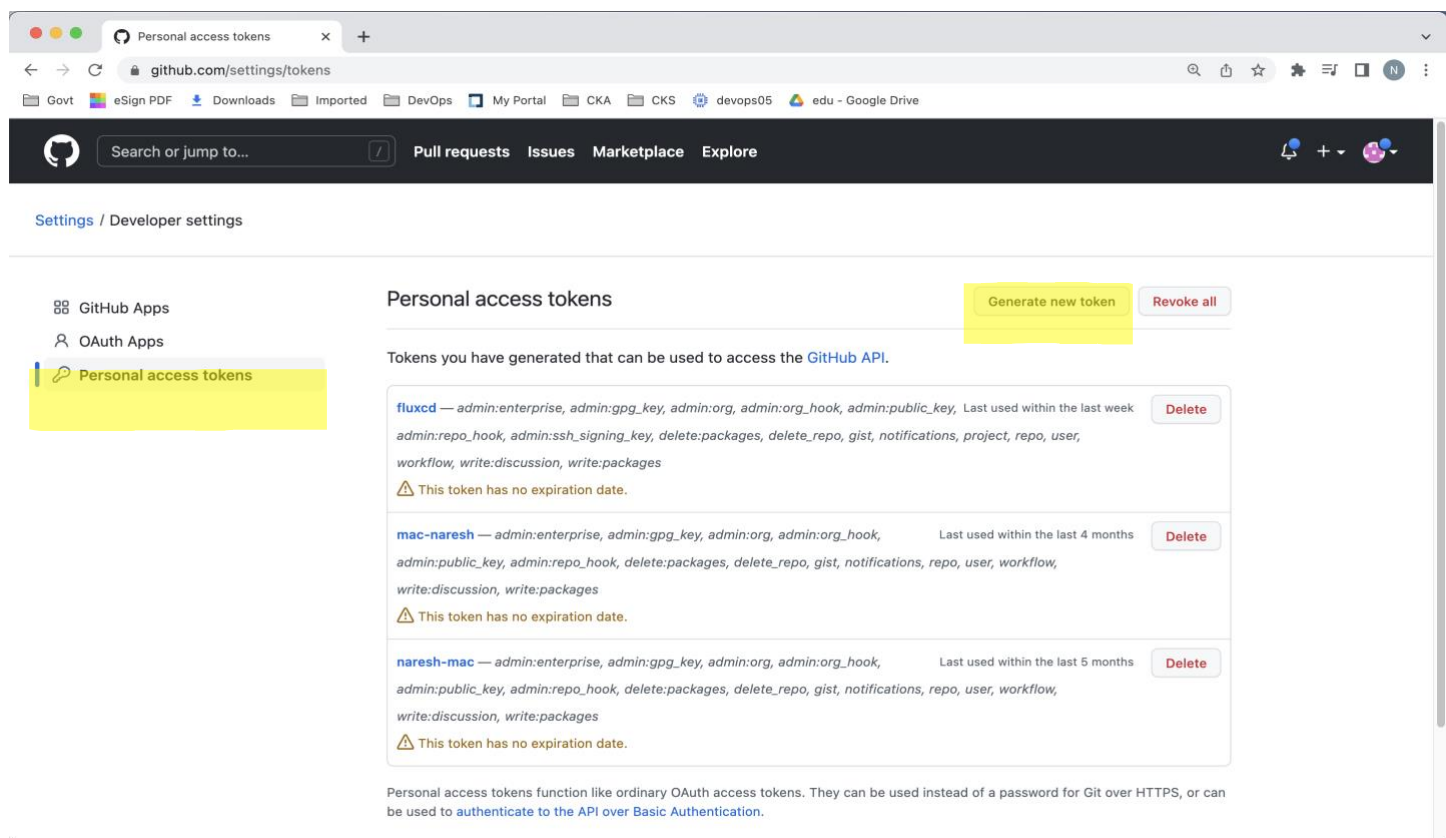 Personal access tokens
github.com/settings/tokens
N
Govt eSign PDF Downloads Imported DevOps My Portal CKA CKS devops05 edu - Google Drive
Search or jump to... / Pull requests Issues Marketplace Explore
Settings / Developer settings
GitHub Apps
OAuth Apps
Personal access tokens
Personal access tokens Generate new token Revoke all
Tokens you have generated that can be used to access the GitHub API.
fluxcd — admin:enterprise, admin:gpg_key, admin:org, admin:org_hook, admin:public_key, Last used within the last week Delete
admin:repo_hook, admin:ssh_signing_key, delete:packages, delete_repo, gist, notifications, project, repo, user,
workflow, write:discussion, write:packages
This token has no expiration date.
mac-naresh — admin:enterprise, admin:gpg_key, admin:org, admin:org_hook, Last used within the last 4 months Delete
admin:public_key, admin:repo_hook, delete:packages, delete_repo, gist, notifications, repo, user, workflow,
write:discussion, write:packages
This token has no expiration date.
naresh-mac — admin:enterprise, admin:gpg_key, admin:org, admin:org_hook, Last used within the last 5 months Delete
admin:public_key, admin:repo_hook, delete:packages, delete_repo, gist, notifications, repo, user, workflow,
write:discussion, write:packages
This token has no expiration date.
Personal access tokens function like ordinary OAuth access tokens. They can be used instead of a password for Git over HTTPS, or can
be used to authenticate to the API over Basic Authentication.